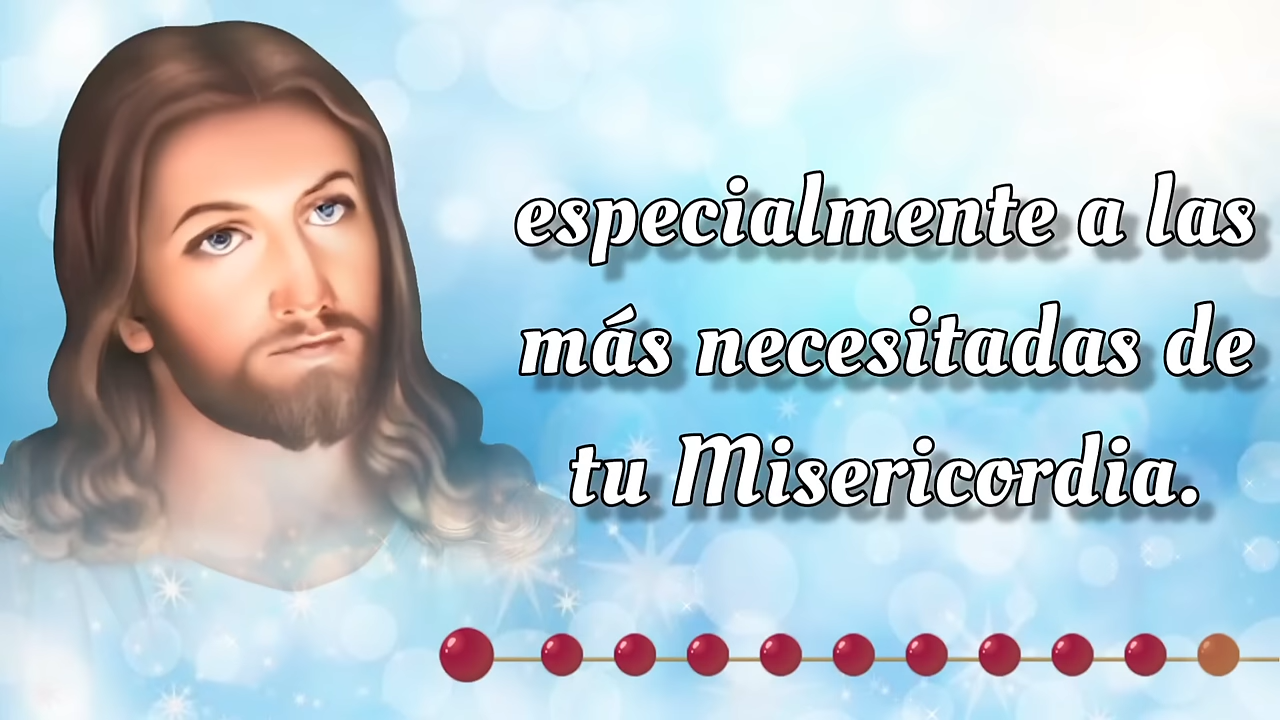 especialmente a las
más necesitadas de
tu Misericordia.